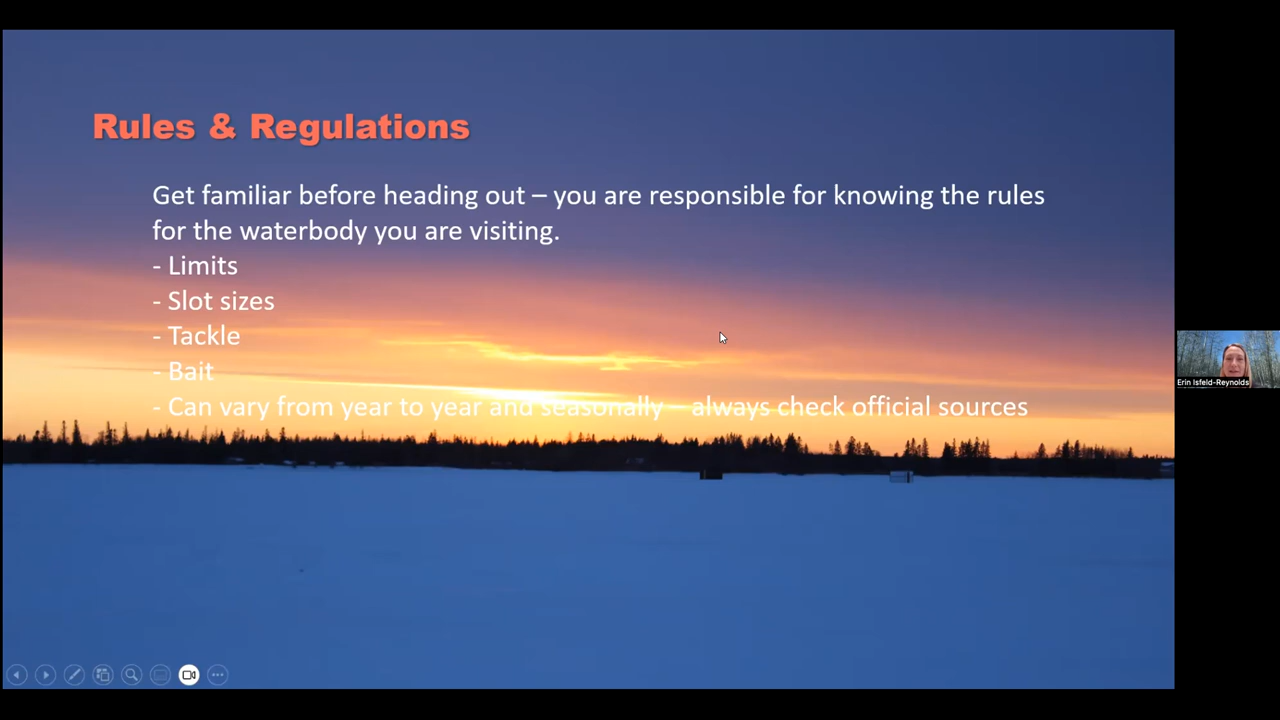 Rules & Regulations
Get familiar before heading out – you are responsible for knowing the rules
for the waterbody you are visiting.
- Limits
- Slot sizes
- Tackle
- Bait
- Can vary from year to year and seasonally – always check official sources
Erin Isfeld-Reynolds